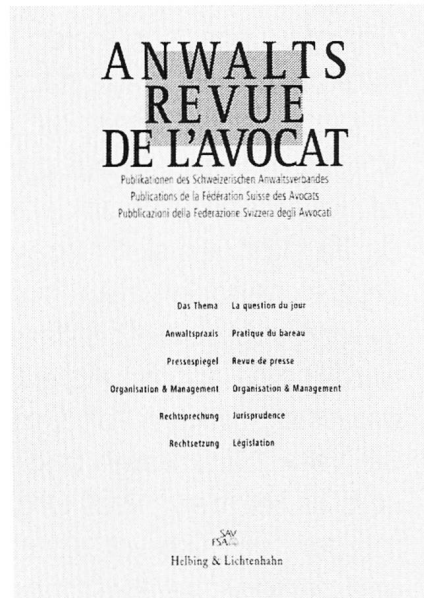 ANWALTS
REVUE
DE L'AVOCAT
Publikationen des Schweizerischen Anwaltsverbandes
Publications de la Fédération Suisse des Avocats
Pubblicazioni della Federazione Svizzera degli Avvocati
Das Thema La question du jour
Anwaltspraxis Pratique du bareau
Pressespiegel Revue de presse
Organisation & Management Organisation & Management
Rechtsprechung Jurisprudence
Rechtsetzung Législation
SAV
FSA
Helbing & Lichtenhahn